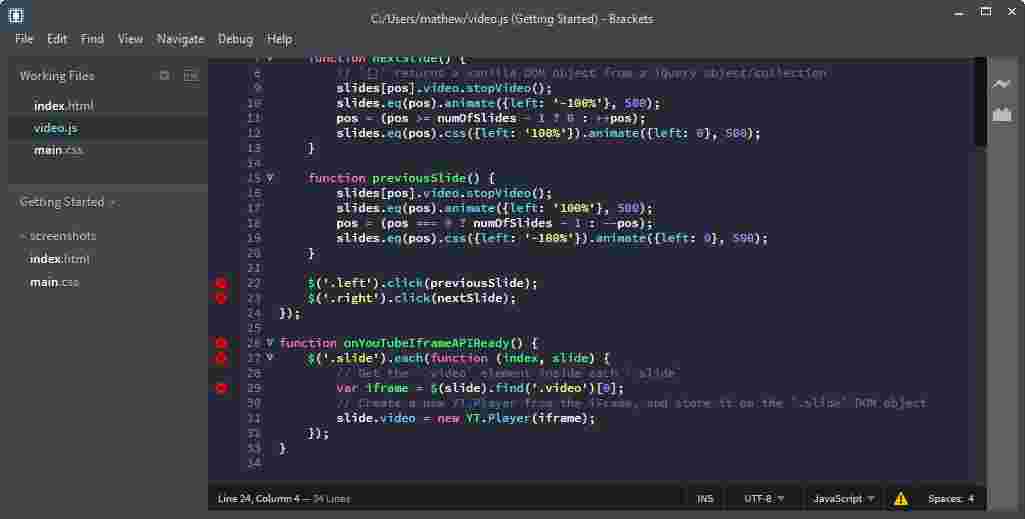 C:/Users/mathew/video.js (Getting Started) - Brackets
File Edit Find View Navigate Debug Help
Working Files
index.html
video.js
main.css
Getting Started
screenshots
index.html
main.css
7 function nextSlide() {
8 // `[]` returns a vanilla DOM object from a jQuery object/collection
9 slides[pos].video.stopVideo();
10 slides.eq(pos).animate({left: '-100%'}, 500);
11 pos = (pos >= numOfSlides - 1 ? 0 : ++pos);
12 slides.eq(pos).css({left: '100%'}).animate({left: 0}, 500);
13 }
14
15 function previousSlide() {
16 slides[pos].video.stopVideo();
17 slides.eq(pos).animate({left: '100%'}, 500);
18 pos = (pos === 0 ? numOfSlides - 1 : --pos);
19 slides.eq(pos).css({left: '-100%'}).animate({left: 0}, 500);
20 }
21
22 $('.left').click(previousSlide);
23 $('.right').click(nextSlide);
24 });
25
26 function onYouTubeIframeAPIReady() {
27 $('.slide').each(function (index, slide) {
28 // Get the `.video` element inside each `.slide`
29 var iframe = $(slide).find('.video')[0];
30 // Create a new YT.Player from the iFrame, and store it on the `.slide` DOM object
31 slide.video = new YT.Player(iframe);
32 });
33 }
34
Line 24, Column 4 — 34 Lines
INS UTF-8 JavaScript Spaces: 4